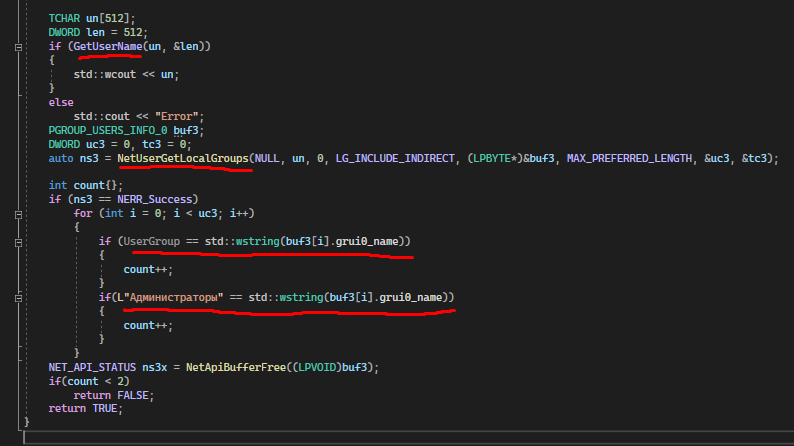 TCHAR un[512];
DWORD len = 512;
if (GetUserName(un, &len))
{
std::wcout << un;
}
else
std::cout << "Error";
PGROUP_USERS_INFO_0 buf3;
DWORD uc3 = 0, tc3 = 0;
auto ns3 = NetUserGetLocalGroups(NULL, un, 0, LG_INCLUDE_INDIRECT, (LPBYTE*)&buf3, MAX_PREFERRED_LENGTH, &uc3, &tc3);
int count{};
if (ns3 == NERR_Success)
for (int i = 0; i < uc3; i++)
{
if (UserGroup == std::wstring(buf3[i].grui0_name))
{
count++;
}
if(L"Администраторы" == std::wstring(buf3[i].grui0_name))
{
count++;
}
}
NET_API_STATUS ns3x = NetApiBufferFree((LPVOID)buf3);
if(count < 2)
return FALSE;
return TRUE;
}